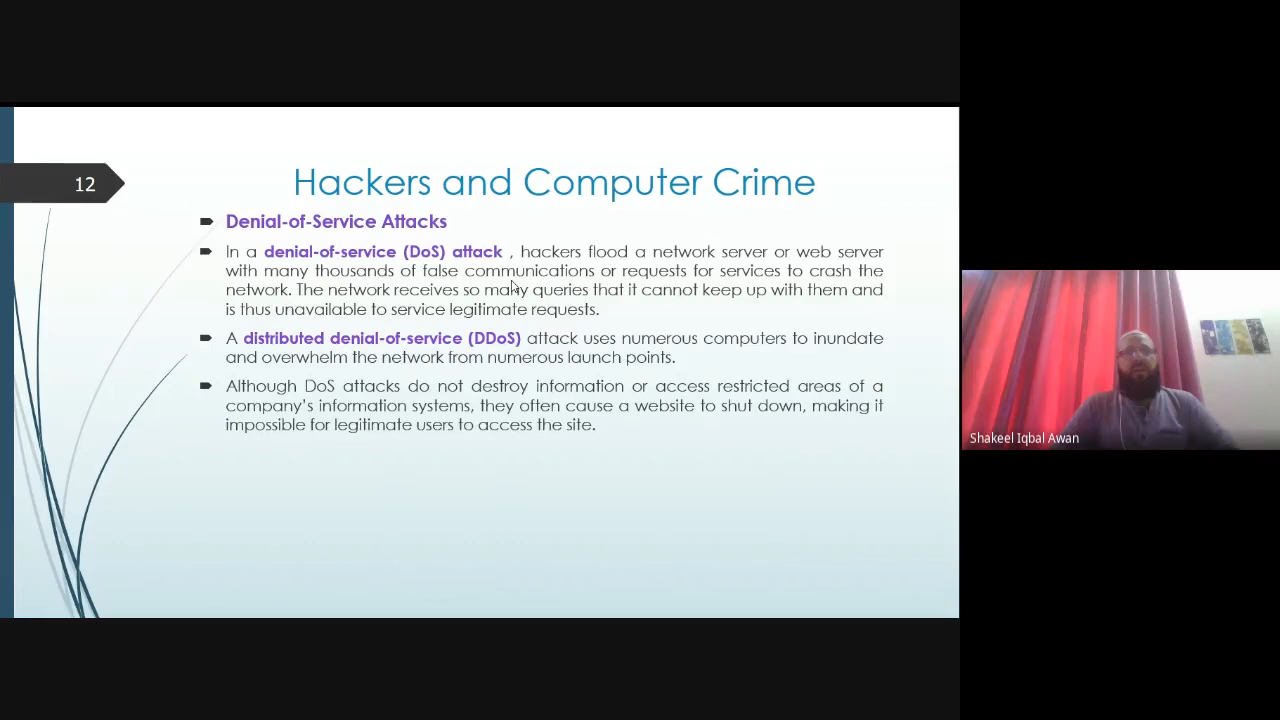 12
Hackers and Computer Crime
Denial-of-Service Attacks
In a denial-of-service (DoS) attack , hackers flood a network server or web server
with many thousands of false communications or requests for services to crash the
network. The network receives so many queries that it cannot keep up with them and
is thus unavailable to service legitimate requests.
A distributed denial-of-service (DDoS) attack uses numerous computers to inundate
and overwhelm the network from numerous launch points.
Although DoS attacks do not destroy information or access restricted areas of a
company's information systems, they often cause a website to shut down, making it
impossible for legitimate users to access the site.
Shakeel Iqbal Awan